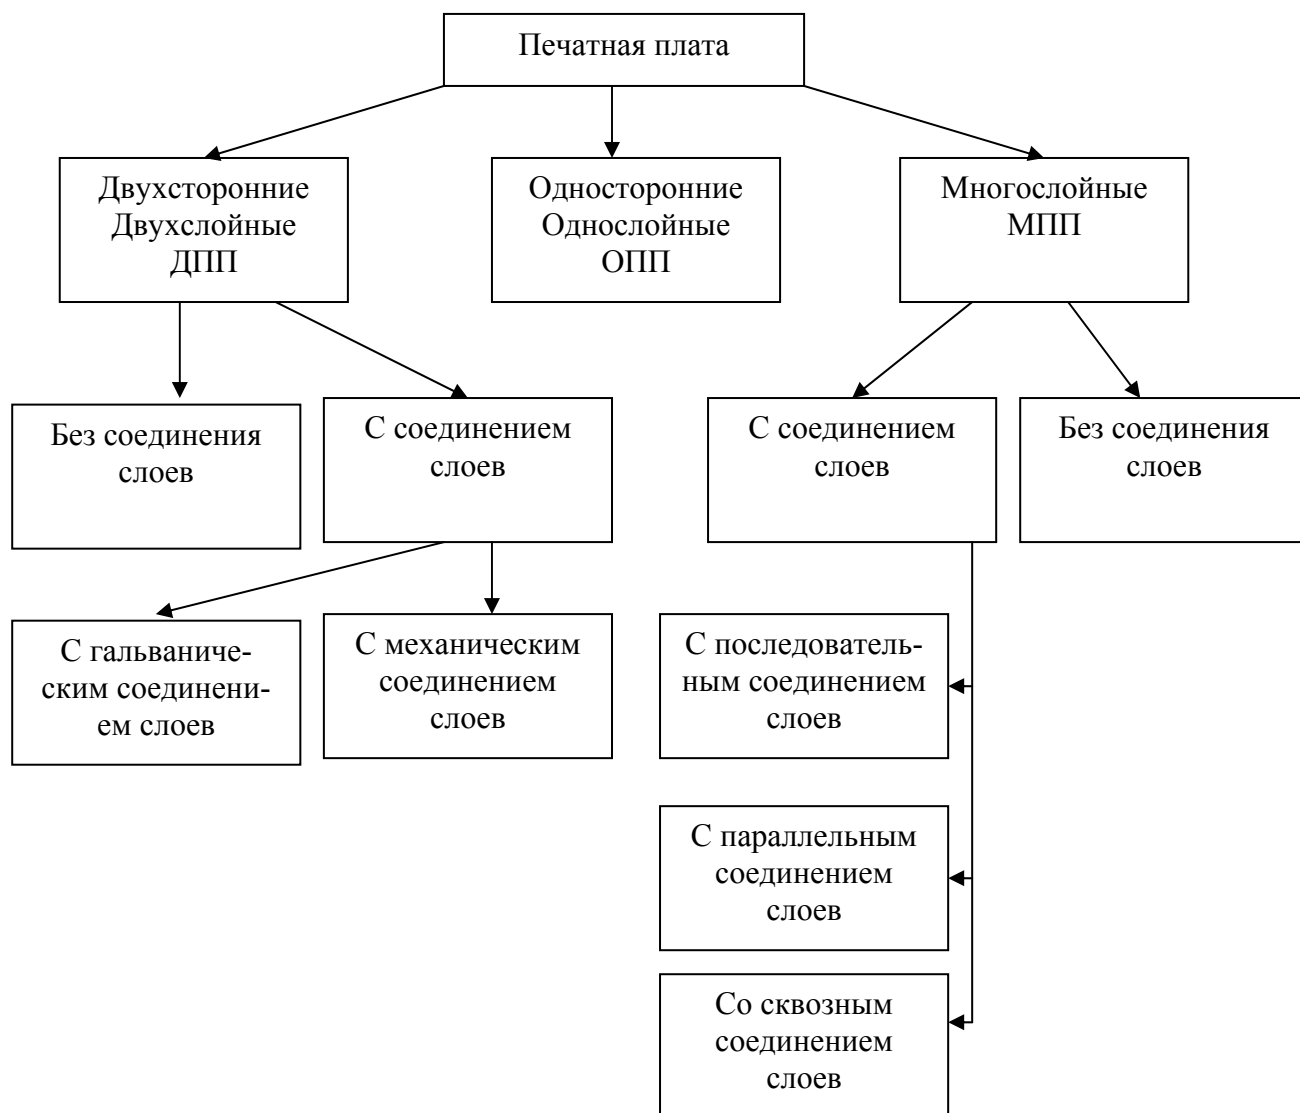 Печатная плата
Двухсторонние
Двухслойные
ДПП
Односторонние
Однослойные
ОПП
Многослойные
МПП
Без соединения
слоев
С соединением
слоев
С соединением
слоев
Без соединения
слоев
С гальваниче-
ским соединени-
ем слоев
С механическим
соединением
слоев
С последователь-
ным соединением
слоев
С параллельным
соединением
слоев
Со сквозным
соединением
слоев